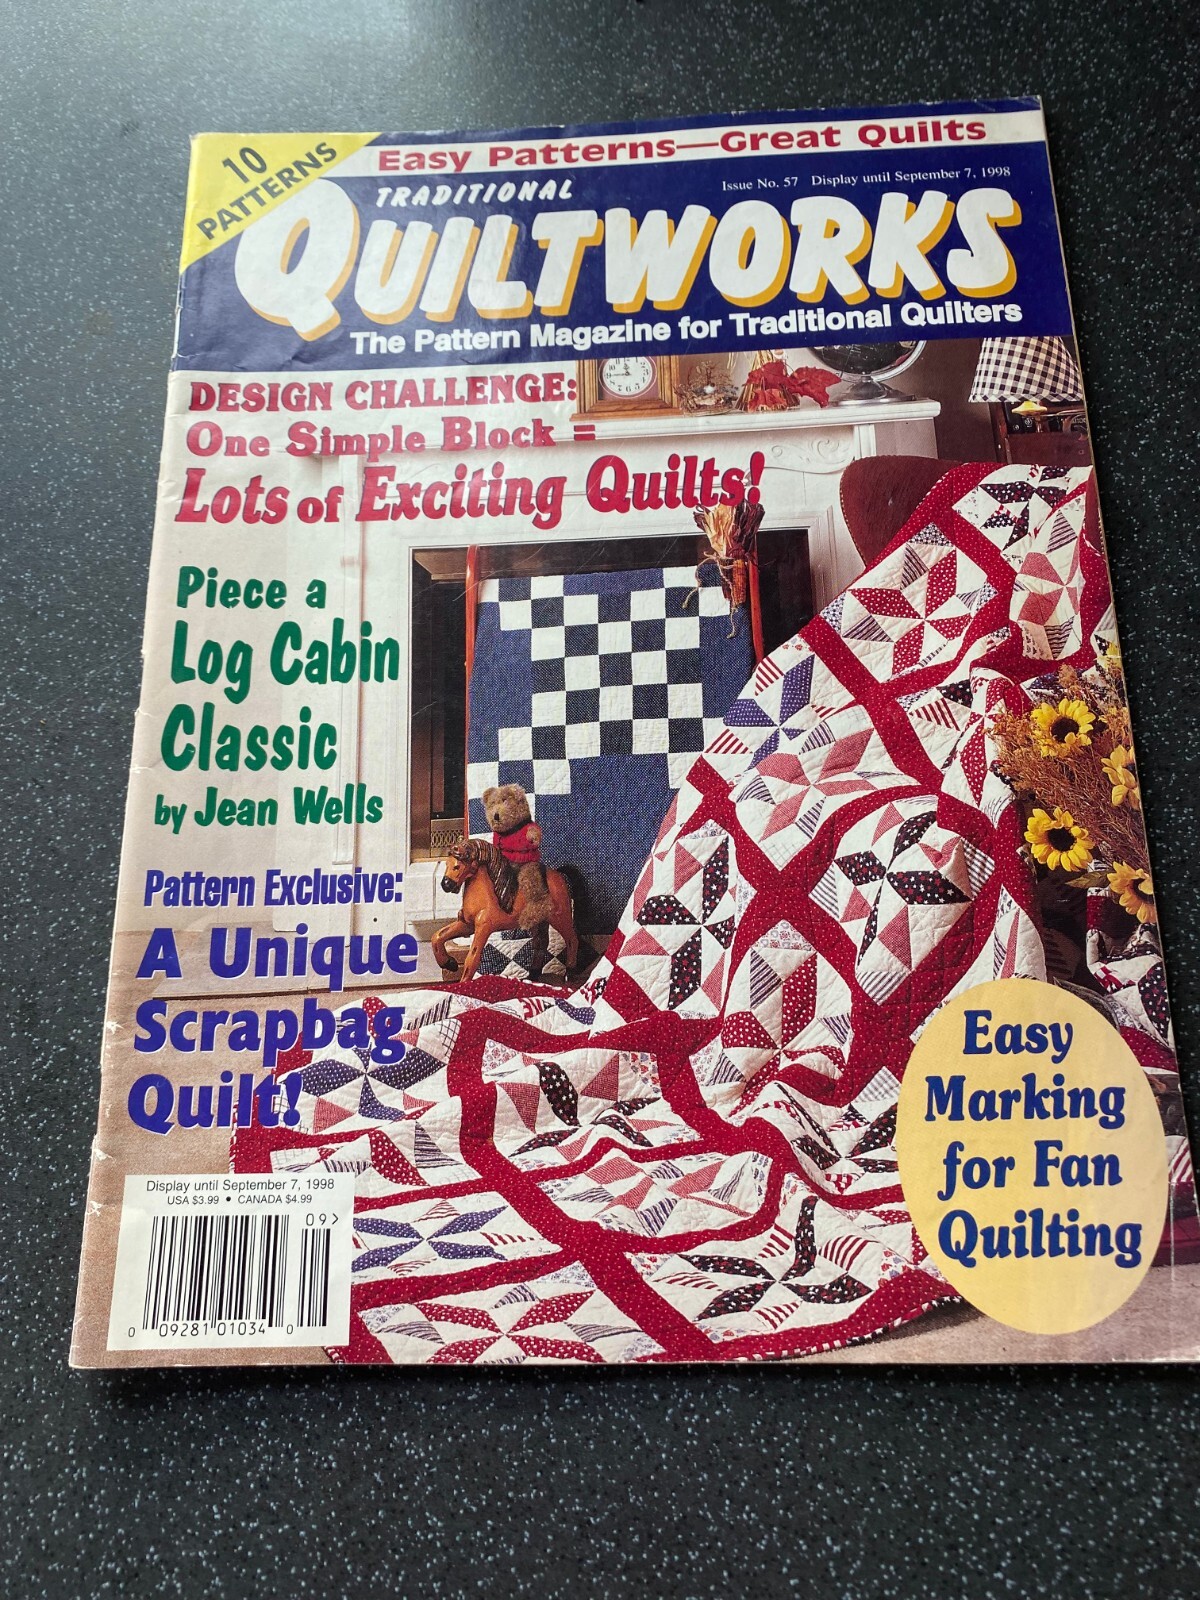 10
PATTERNS
Easy Patterns—Great Quilts
Issue No. 57 Display until September 7, 1998
TRADITIONAL
QUILTWORKS
The Pattern Magazine for Traditional Quilters
DESIGN CHALLENGE:
One Simple Block =
Lots of Exciting Quilts!
Piece a
Log Cabin
Classic
by Jean Wells
Pattern Exclusive:
A Unique
Scrapbag
Quilt!
Easy
Marking
for Fan
Quilting
Display until September 7, 1998
USA $3.99 • CANADA $4.99
09>
0 09281 01034 0